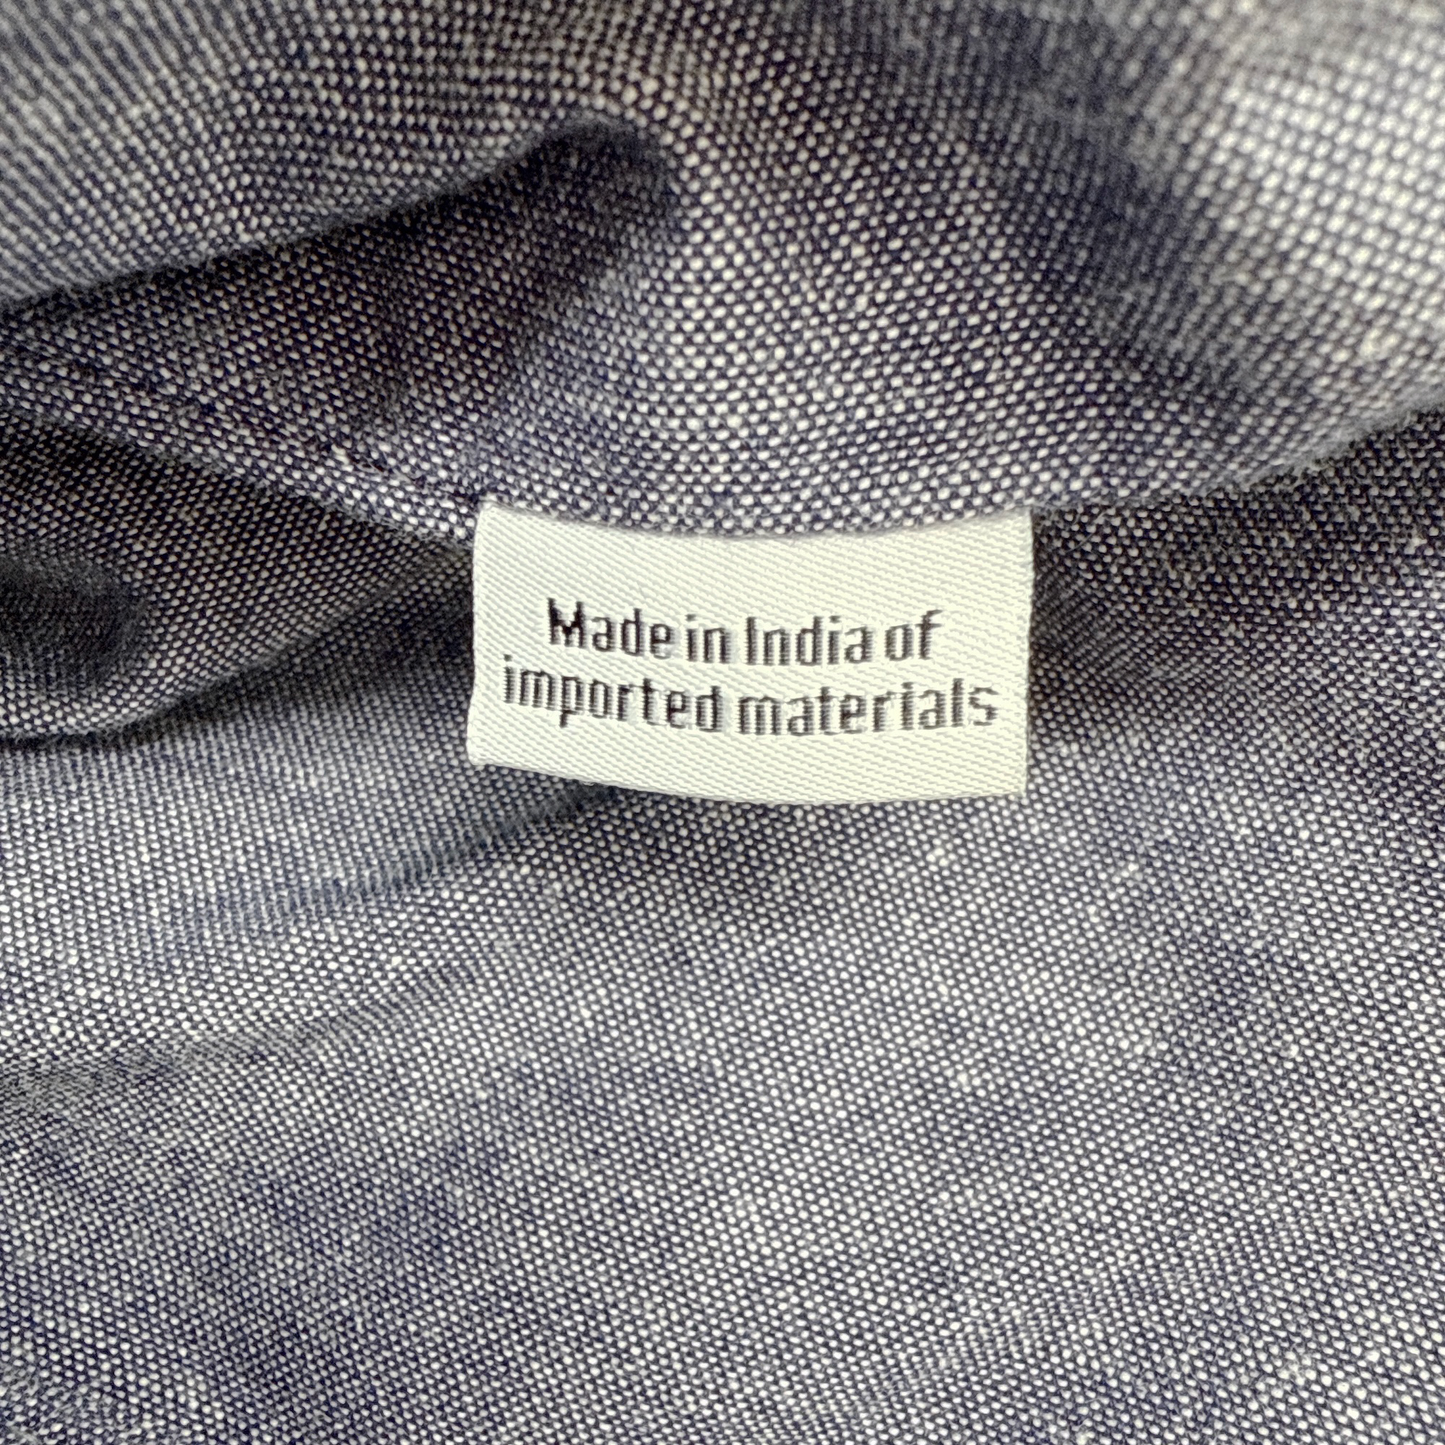 Made in India of
imported materials